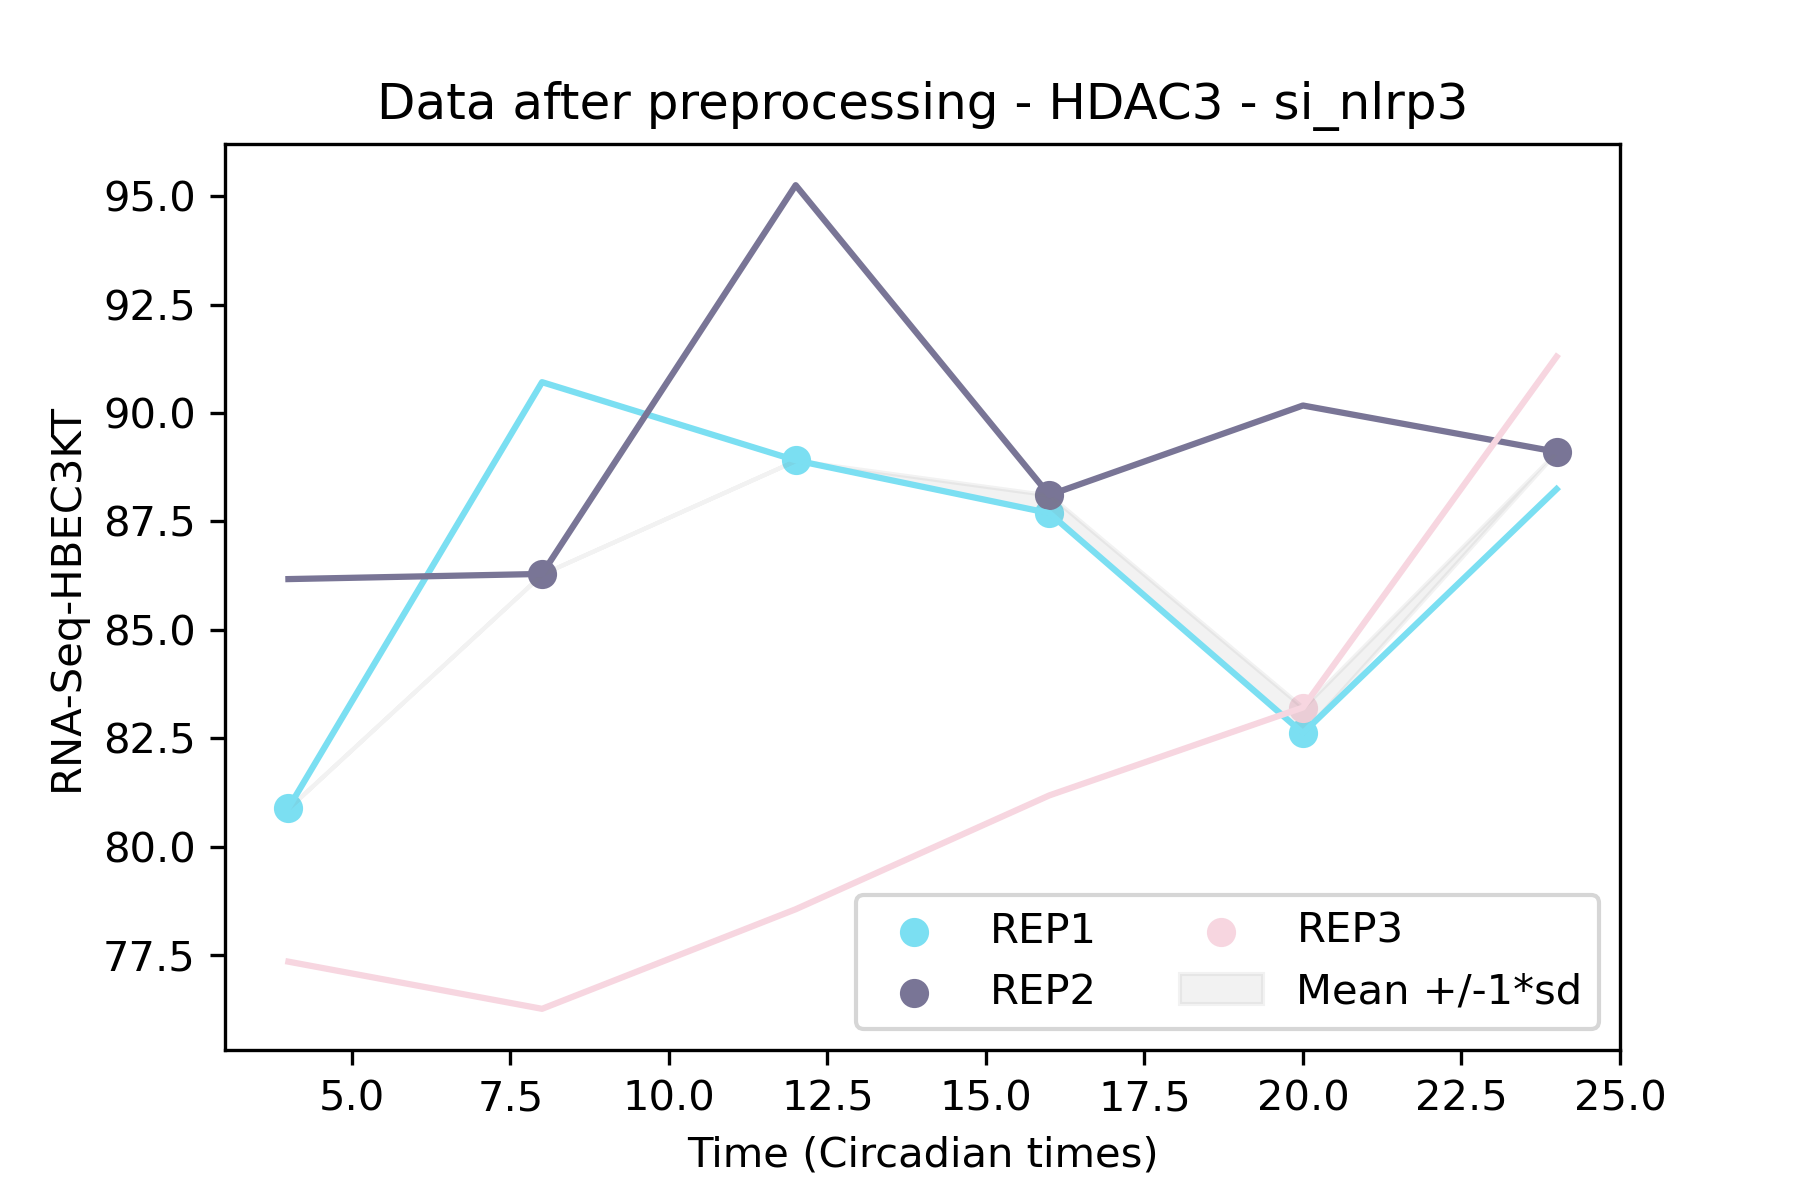 Data after preprocessing - HDAC3 - si_nlrp3
RNA-Seq-HBEC3KT
95.0
92.5
90.0
87.5
85.0
82.5
80.0
77.5
REP1
REP2
REP3
Mean +/-1*sd
5.0 7.5 10.0 12.5 15.0 17.5 20.0 22.5 25.0
Time (Circadian times)